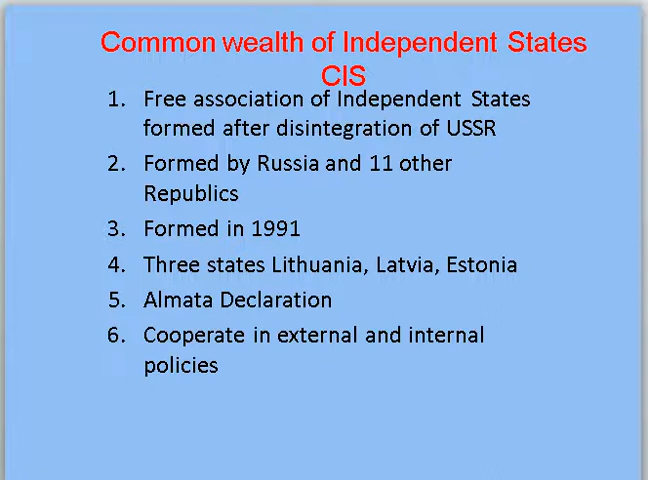 Common wealth of Independent States
CIS
1. Free association of Independent States
formed after disintegration of USSR
2. Formed by Russia and 11 other
Republics
3. Formed in 1991
4. Three states Lithuania, Latvia, Estonia
5. Almata Declaration
6. Cooperate in external and internal
policies